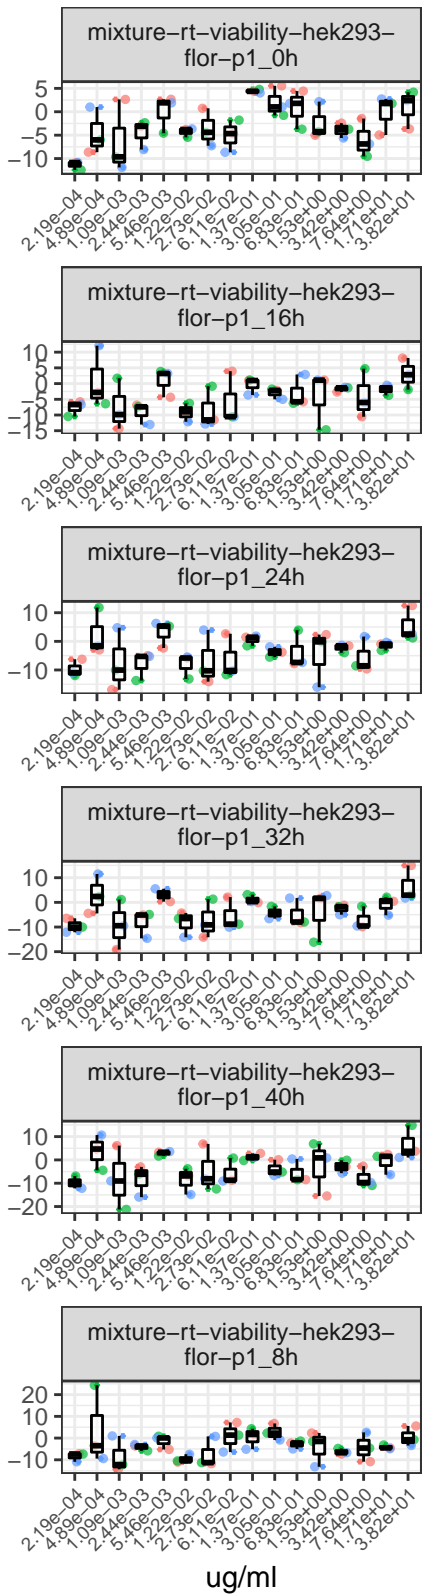 mixture−rt−viability−hek293−
flor−p1_0h
5
0
−5
−10
2.19e−04
4.89e−04
1.09e−03
2.44e−03
5.46e−03
1.22e−02
2.73e−02
6.11e−02
1.37e−01
3.05e−01
6.83e−01
1.53e+00
3.42e+00
7.64e+00
1.71e+01
3.82e+01
mixture−rt−viability−hek293−
flor−p1_16h
10
5
0
−5
−10
−15
2.19e−04
4.89e−04
1.09e−03
2.44e−03
5.46e−03
1.22e−02
2.73e−02
6.11e−02
1.37e−01
3.05e−01
6.83e−01
1.53e+00
3.42e+00
7.64e+00
1.71e+01
3.82e+01
mixture−rt−viability−hek293−
flor−p1_24h
10
0
−10
2.19e−04
4.89e−04
1.09e−03
2.44e−03
5.46e−03
1.22e−02
2.73e−02
6.11e−02
1.37e−01
3.05e−01
6.83e−01
1.53e+00
3.42e+00
7.64e+00
1.71e+01
3.82e+01
mixture−rt−viability−hek293−
flor−p1_32h
10
0
−10
−20
2.19e−04
4.89e−04
1.09e−03
2.44e−03
5.46e−03
1.22e−02
2.73e−02
6.11e−02
1.37e−01
3.05e−01
6.83e−01
1.53e+00
3.42e+00
7.64e+00
1.71e+01
3.82e+01
mixture−rt−viability−hek293−
flor−p1_40h
10
0
−10
−20
2.19e−04
4.89e−04
1.09e−03
2.44e−03
5.46e−03
1.22e−02
2.73e−02
6.11e−02
1.37e−01
3.05e−01
6.83e−01
1.53e+00
3.42e+00
7.64e+00
1.71e+01
3.82e+01
mixture−rt−viability−hek293−
flor−p1_8h
20
10
0
−10
2.19e−04
4.89e−04
1.09e−03
2.44e−03
5.46e−03
1.22e−02
2.73e−02
6.11e−02
1.37e−01
3.05e−01
6.83e−01
1.53e+00
3.42e+00
7.64e+00
1.71e+01
3.82e+01
ug/ml